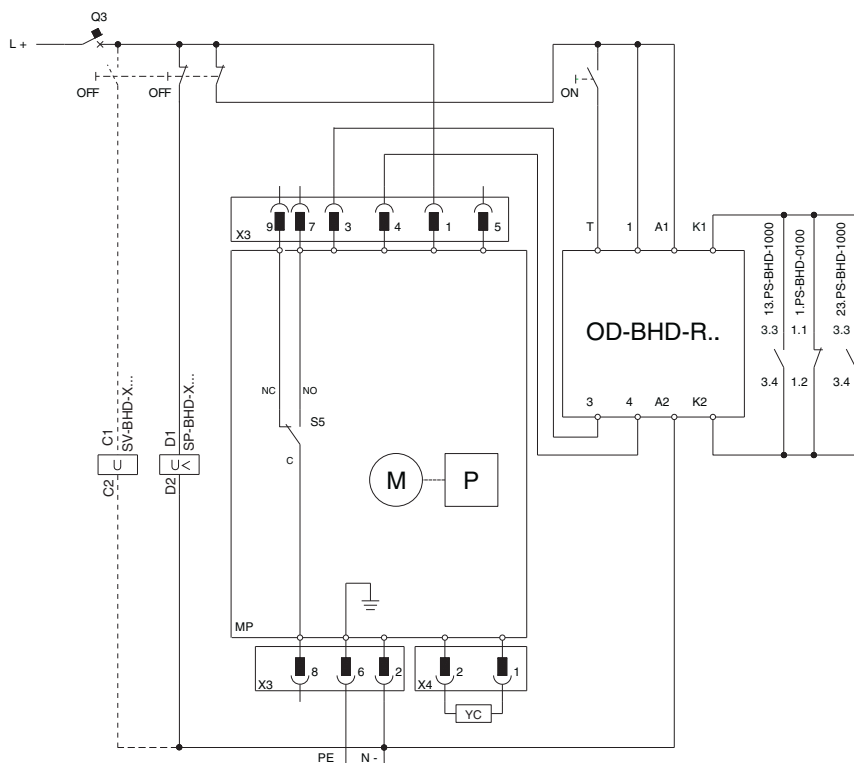 Q3
L +
OFF
OFF
ON
X3
9
7
3
4
1
5
T
1
A1
K1
OD-BHD-R..
3
4
A2
K2
13.PS-BHD-1000
1.PS-BHD-0100
23.PS-BHD-1000
3.3
1.1
3.3
3.4
1.2
3.4
NC
NO
S5
C
C1
SV-BHD-X...
U
C2
D1
SP-BHD-X...
U<
D2
M
P
MP
X3
8
6
2
X4
2
1
YC
PE
N -